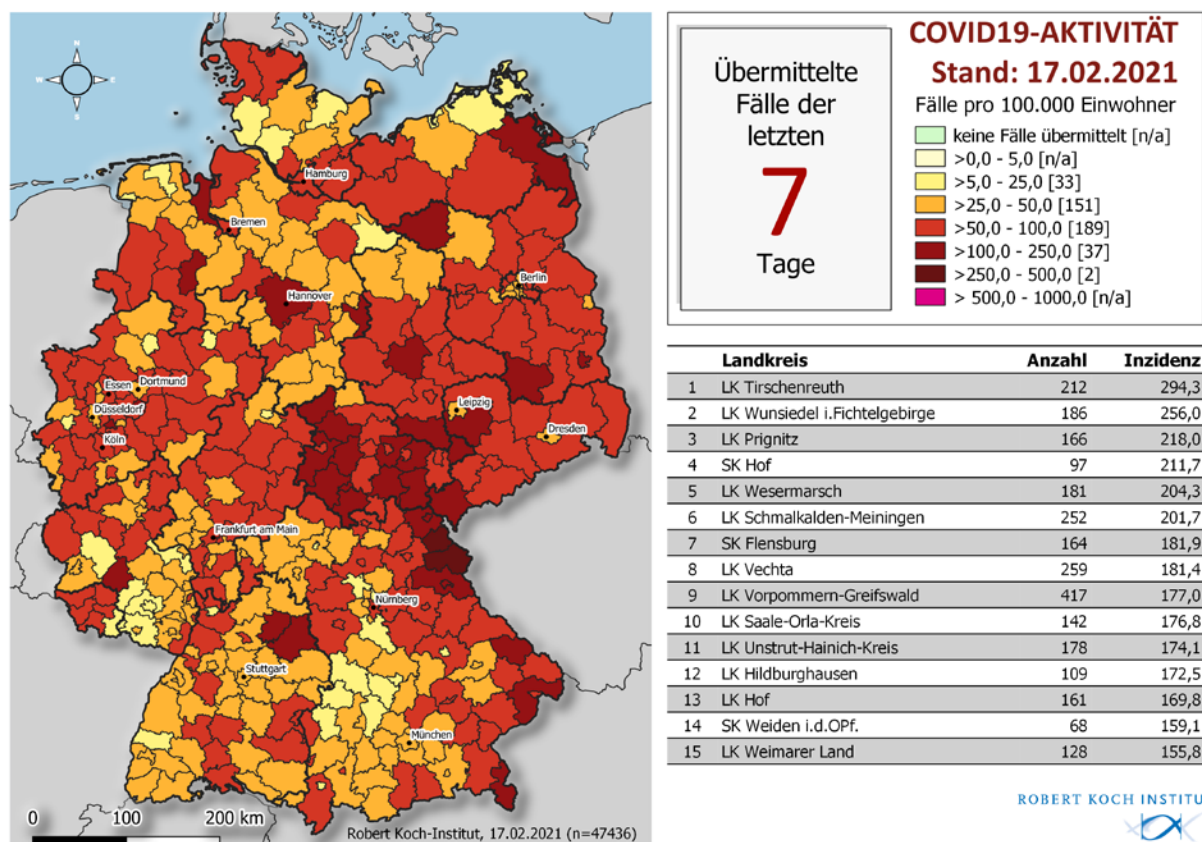 N
W
E
S
Hamburg
Bremen
Berlin
Hannover
Essen
Dortmund
Düsseldorf
Leipzig
Köln
Dresden
Frankfurt am Main
Nürnberg
Stuttgart
München
0 100 200 km
Robert Koch-Institut, 17.02.2021 (n=47436)
Übermittelte
Fälle der
letzten
7
Tage
COVID19-AKTIVITÄT
Stand: 17.02.2021
Fälle pro 100.000 Einwohner
keine Fälle übermittelt [n/a]
>0,0 - 5,0 [n/a]
>5,0 - 25,0 [33]
>25,0 - 50,0 [151]
>50,0 - 100,0 [189]
>100,0 - 250,0 [37]
>250,0 - 500,0 [2]
> 500,0 - 1000,0 [n/a]
Landkreis Anzahl Inzidenz
1 LK Tirschenreuth 212 294,3
2 LK Wunsiedel i.Fichtelgebirge 186 256,0
3 LK Prignitz 166 218,0
4 SK Hof 97 211,7
5 LK Wesermarsch 181 204,3
6 LK Schmalkalden-Meiningen 252 201,7
7 SK Flensburg 164 181,9
8 LK Vechta 259 181,4
9 LK Vorpommern-Greifswald 417 177,0
10 LK Saale-Orla-Kreis 142 176,8
11 LK Unstrut-Hainich-Kreis 178 174,1
12 LK Hildburghausen 109 172,5
13 LK Hof 161 169,8
14 SK Weiden i.d.OPf. 68 159,1
15 LK Weimarer Land 128 155,8
ROBERT KOCH INSTITU